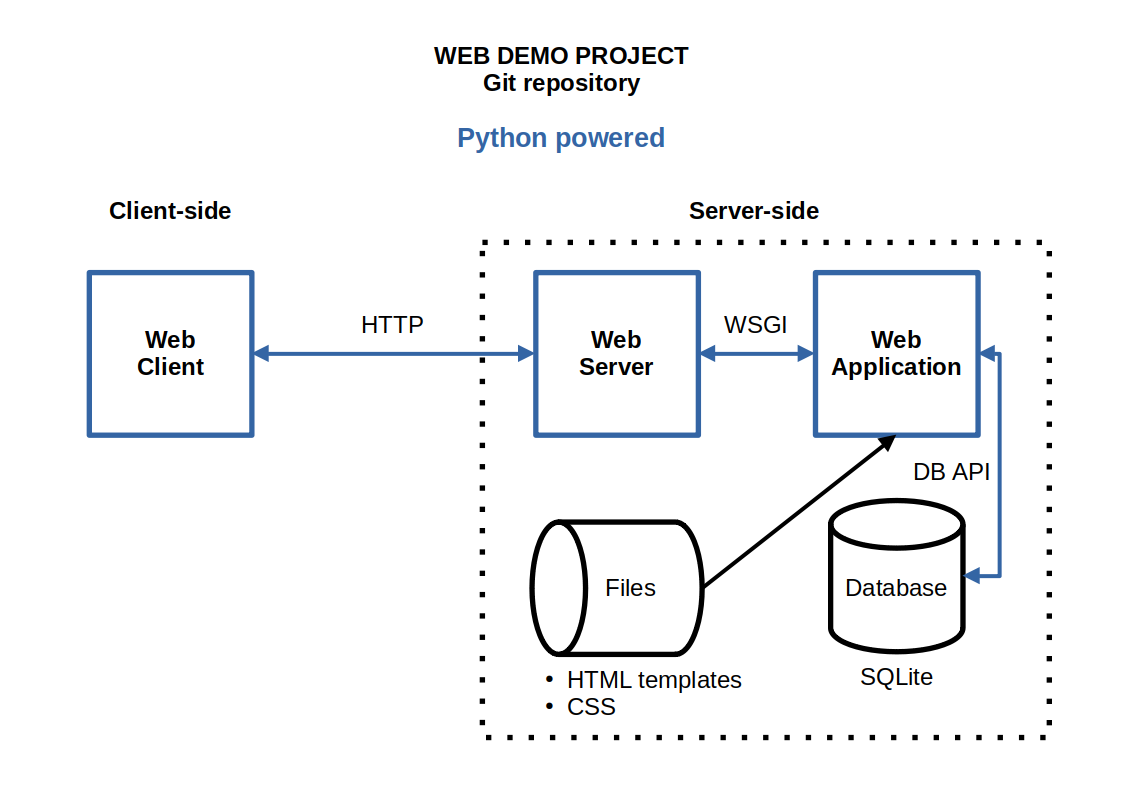 WEB DEMO PROJECT
Git repository
Python powered
Client-side
Server-side
Web
Client
HTTP
Web
Server
WSGI
Web
Application
DB API
Files
Database
• HTML templates
• CSS
SQLite